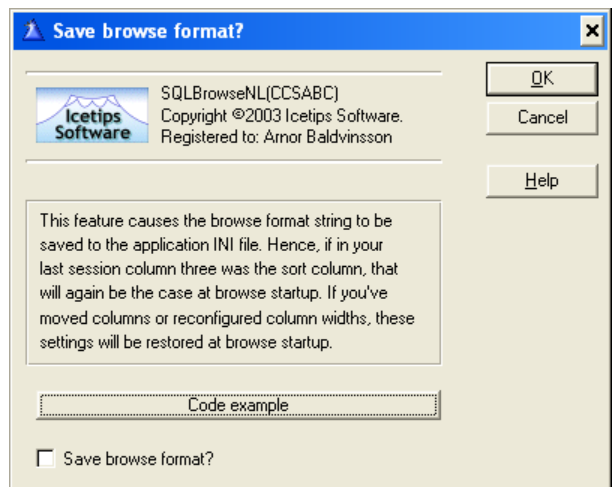 Save browse format?
Icetips
Software
SQLBrowseNL(CCSABC)
Copyright ©2003 Icetips Software.
Registered to: Arnor Baldvinsson
OK
Cancel
Help
This feature causes the browse format string to be
saved to the application INI file. Hence, if in your
last session column three was the sort column, that
will again be the case at browse startup. If you've
moved columns or reconfigured column widths, these
settings will be restored at browse startup.
Code example
Save browse format?